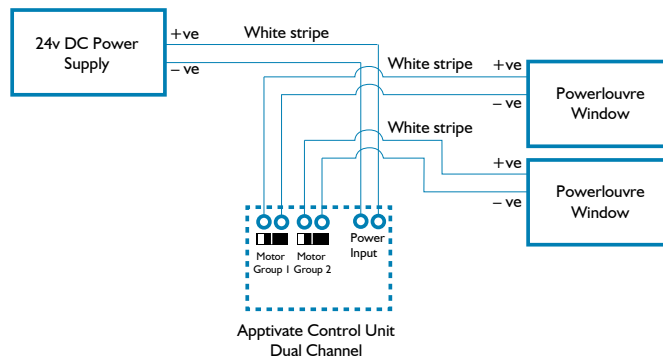 24v DC Power
Supply
+ve
White stripe
– ve
White stripe
+ve
– ve
Powerlouvre
Window
White stripe
+ve
– ve
Powerlouvre
Window
Motor
Group 1
Motor
Group 2
Power
Input
Apptivate Control Unit
Dual Channel